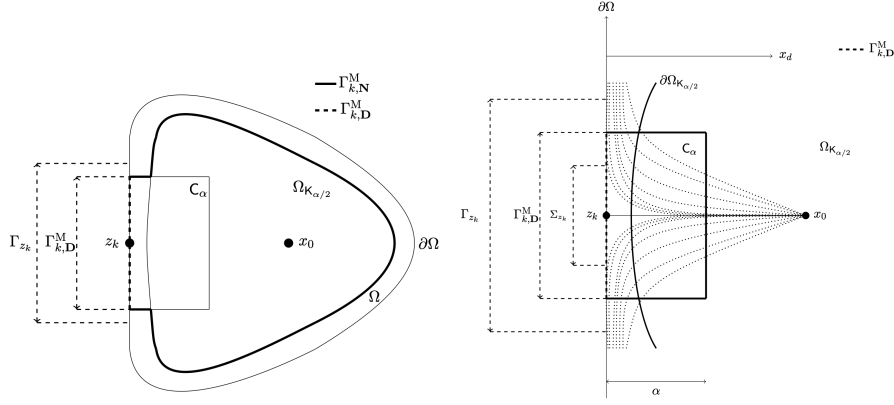 Γ^M_{k,N}
Γ^M_{k,D}
C_α
Ω_{K_{α/2}}
Γ_{z_k}
Γ^M_{k,D}
z_k
x_0
∂Ω
Ω
∂Ω
x_d
Γ^M_{k,D}
∂Ω_{K_{α/2}}
C_α
Ω_{K_{α/2}}
Γ_{z_k}
Γ^M_{k,D}
Σ_{z_k}
z_k
x_0
α